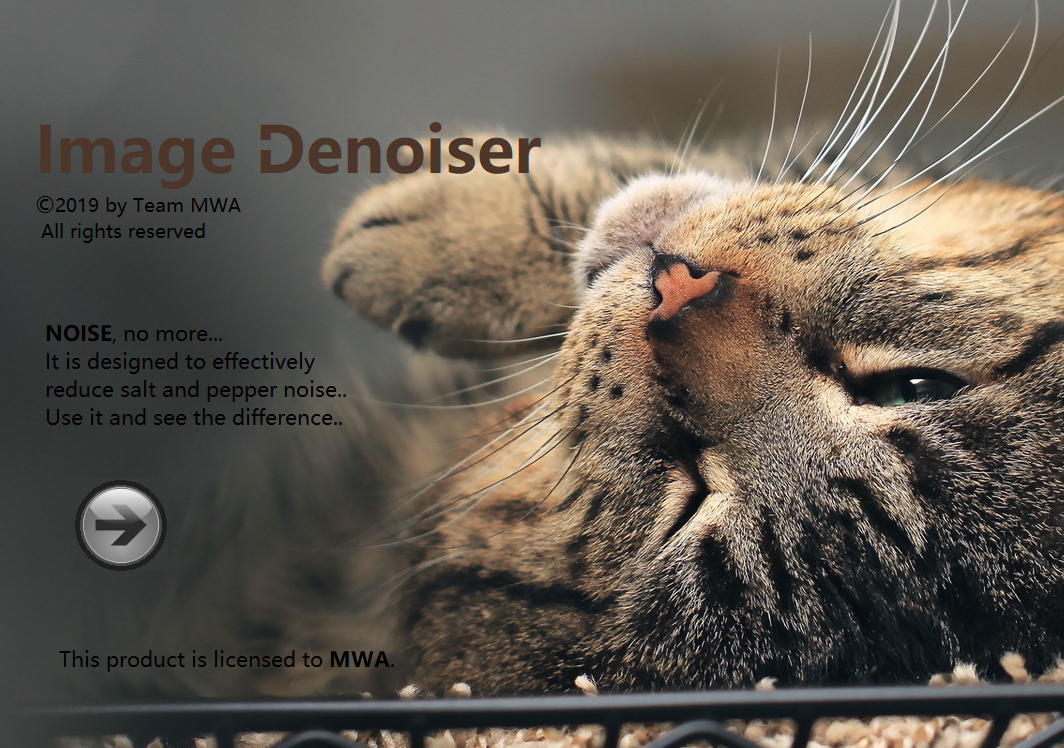 Image Denoiser
©2019 by Team MWA
All rights reserved
NOISE, no more...
It is designed to effectively
reduce salt and pepper noise..
Use it and see the difference..
This product is licensed to MWA.